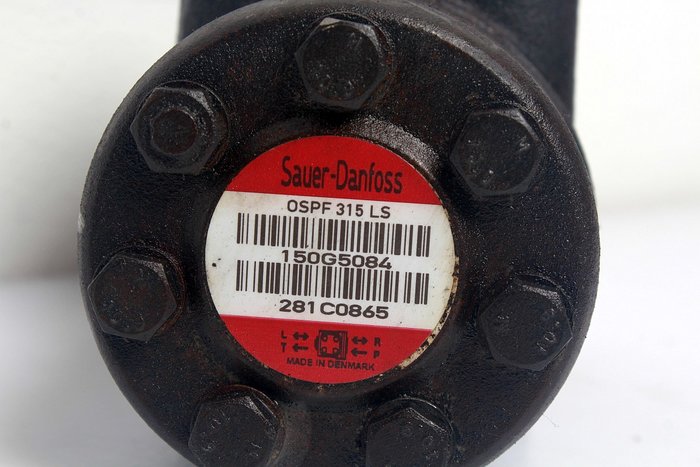 Sauer-Danfoss
OSPF 315 LS
150G5084
281C0865
L R
T P
MADE IN DENMARK